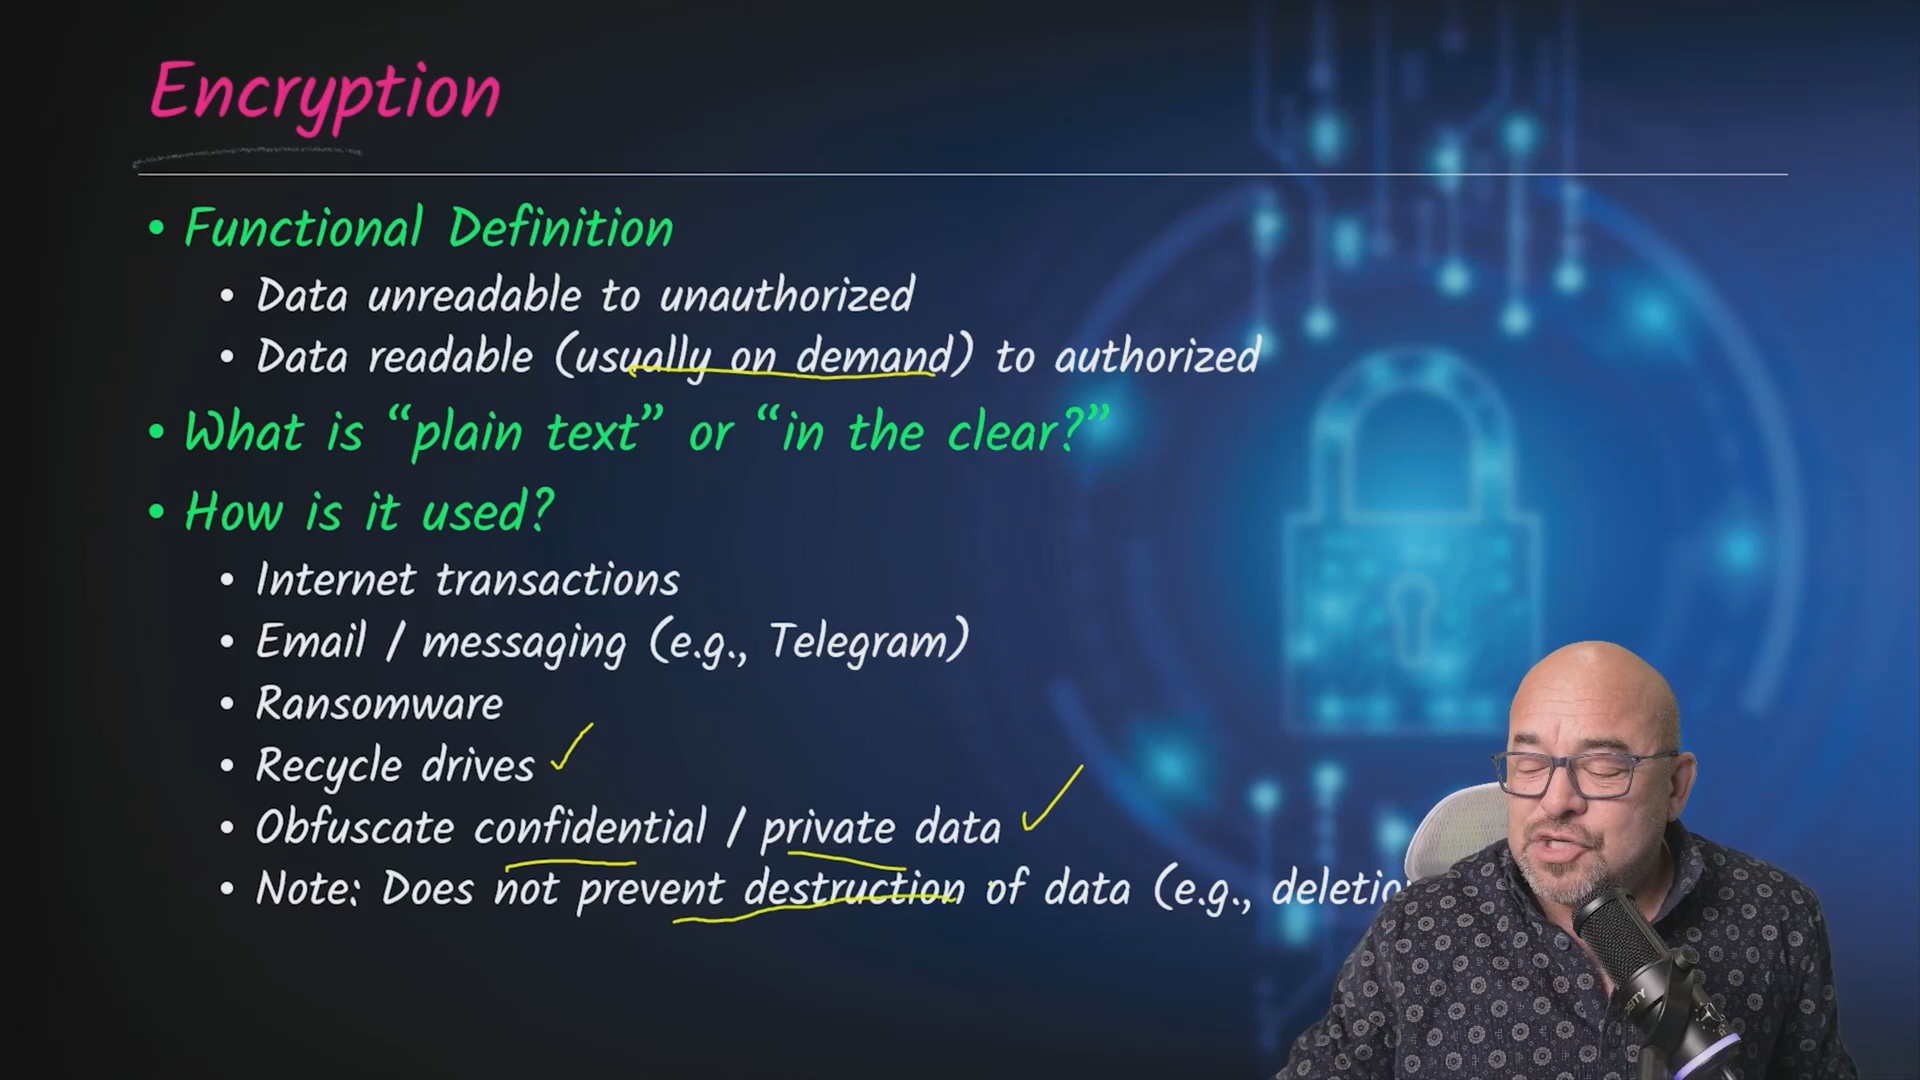 Encryption
• Functional Definition
• Data unreadable to unauthorized
• Data readable (usually on demand) to authorized
• What is “plain text” or “in the clear?”
• How is it used?
• Internet transactions
• Email / messaging (e.g., Telegram)
• Ransomware
• Recycle drives
• Obfuscate confidential / private data
• Note: Does not prevent destruction of data (e.g.,